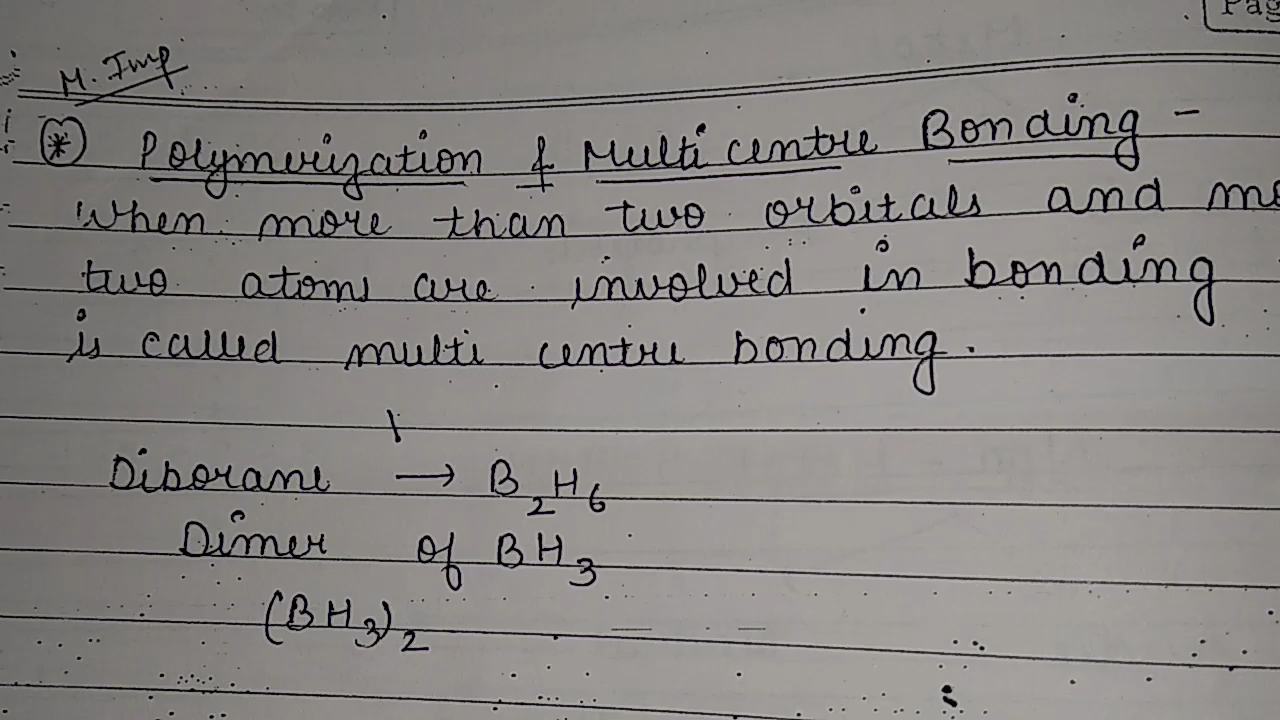 Pag
M. Imp
* Polymerization & Multi centre Bonding -
When more than two orbitals and
two atoms are involved in bonding
is called multi centre bonding.
Diborane → B2H6
Dimer of BH3
(BH3)2